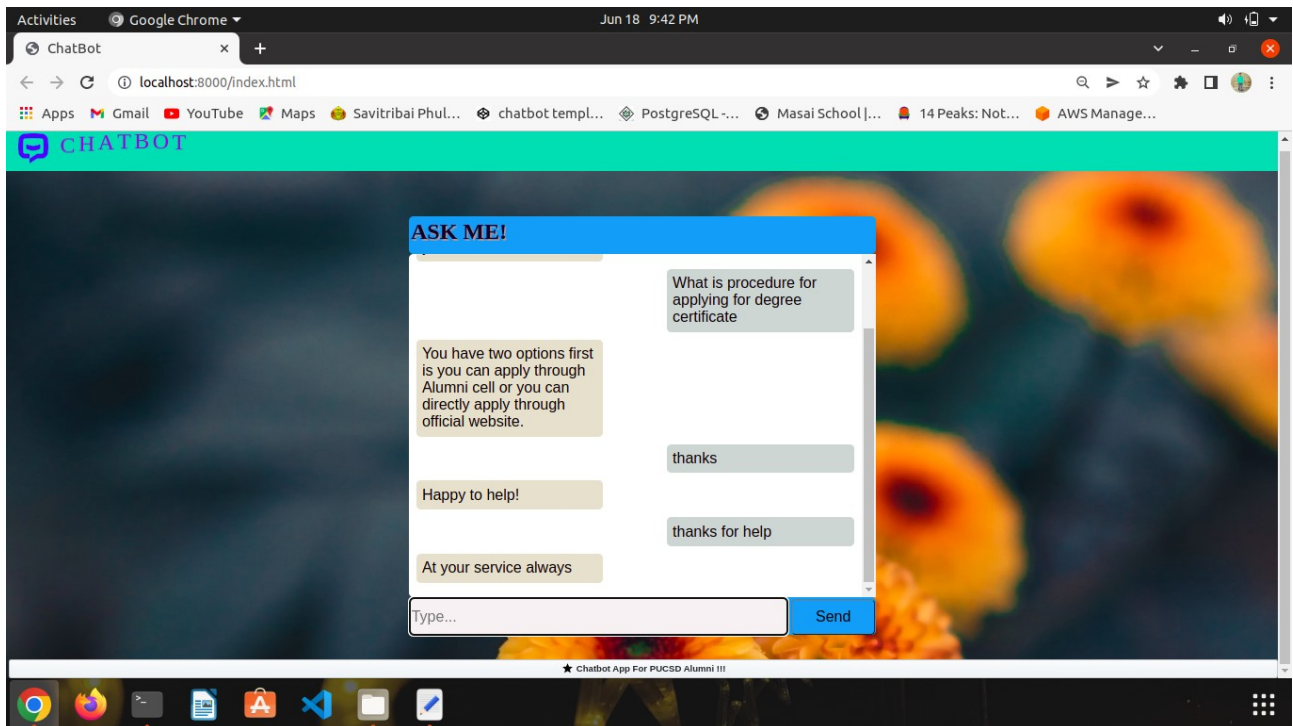 Activities Google Chrome Jun 18 9:42 PM
ChatBot
localhost:8000/index.html
Apps Gmail YouTube Maps Savitribai Phul... chatbot templ... PostgreSQL -... Masai School |... 14 Peaks: Not... AWS Manage...
CHATBOT
ASK ME!
What is procedure for
applying for degree
certificate
You have two options first
is you can apply through
Alumni cell or you can
directly apply through
official website.
thanks
Happy to help!
thanks for help
At your service always
Type... Send
★ Chatbot App For PUCSD Alumni !!!